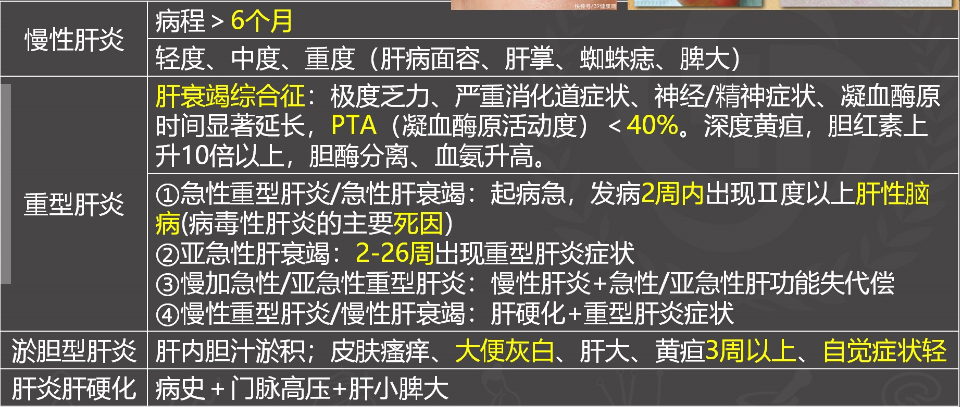 快搜号/39健康网
慢性肝炎
病程＞6个月
轻度、中度、重度（肝病面容、肝掌、蜘蛛痣、脾大）
重型肝炎
肝衰竭综合征：极度乏力、严重消化道症状、神经/精神症状、凝血酶原
时间显著延长，PTA（凝血酶原活动度）＜40%。深度黄疸，胆红素上
升10倍以上，胆酶分离、血氨升高。
①急性重型肝炎/急性肝衰竭：起病急，发病2周内出现Ⅱ度以上肝性脑
病(病毒性肝炎的主要死因)
②亚急性肝衰竭：2-26周出现重型肝炎症状
③慢加急性/亚急性重型肝炎：慢性肝炎+急性/亚急性肝功能失代偿
④慢性重型肝炎/慢性肝衰竭：肝硬化+重型肝炎症状
淤胆型肝炎
肝内胆汁淤积；皮肤瘙痒、大便灰白、肝大、黄疸3周以上、自觉症状轻
肝炎肝硬化
病史＋门脉高压+肝小脾大